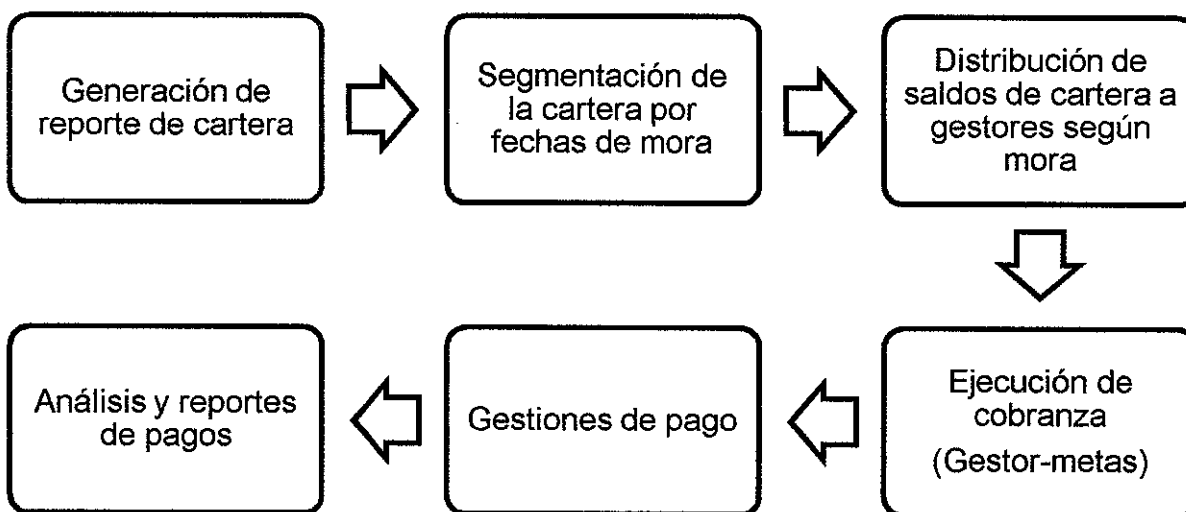 Generación de
reporte de cartera
Segmentación de
la cartera por
fechas de mora
Distribución de
saldos de cartera a
gestores según
mora
Ejecución de
cobranza
(Gestor-metas)
Gestiones de pago
Análisis y reportes
de pagos